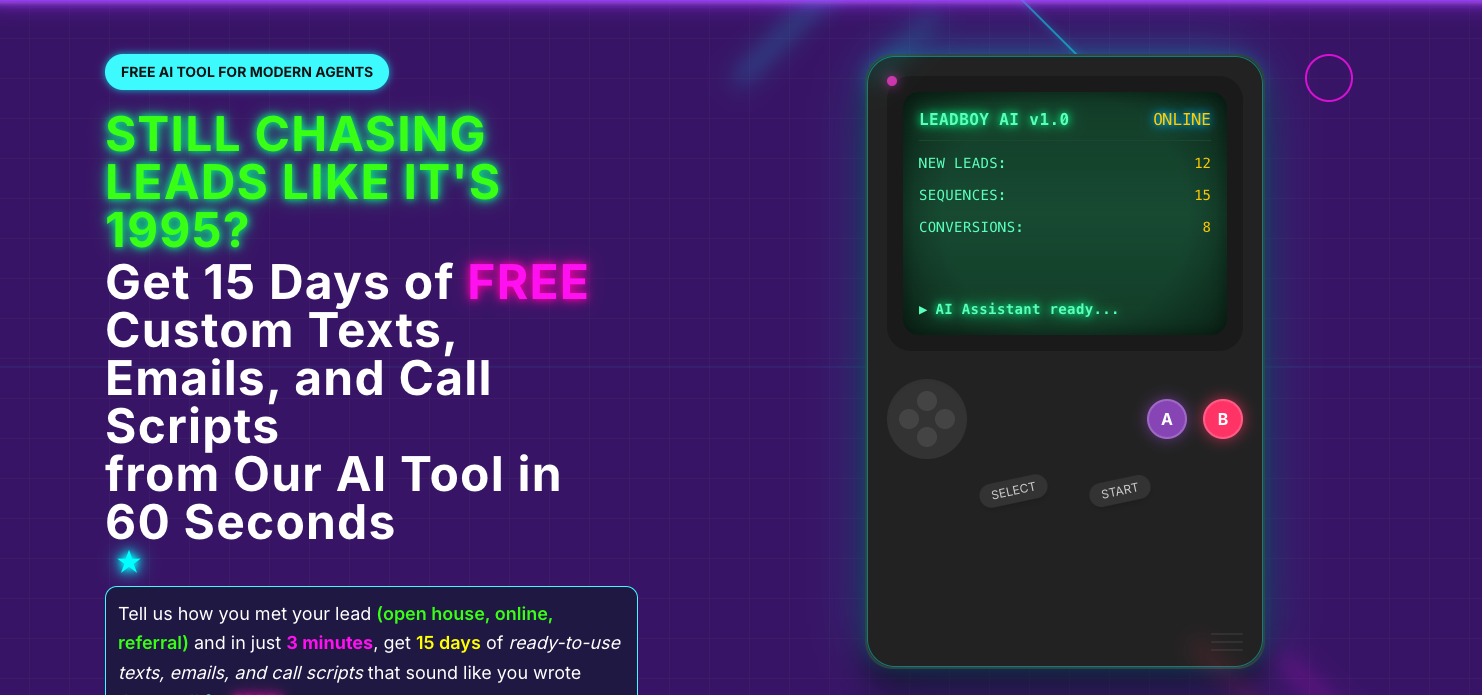 FREE AI TOOL FOR MODERN AGENTS
STILL CHASING
LEADS LIKE IT'S
1995?
Get 15 Days of FREE
Custom Texts,
Emails, and Call
Scripts
from Our AI Tool in
60 Seconds
Tell us how you met your lead (open house, online,
referral) and in just 3 minutes, get 15 days of ready-to-use
texts, emails, and call scripts that sound like you wrote
LEADBOY AI v1.0 ONLINE
NEW LEADS: 12
SEQUENCES: 15
CONVERSIONS: 8
▶ AI Assistant ready...
A B
SELECT START